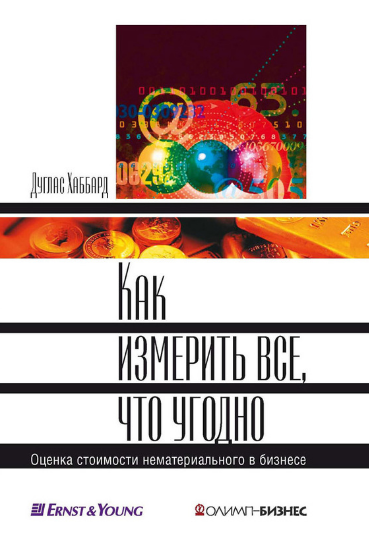 Дуглас Хаббард
Как
измерить все,
что угодно
Оценка стоимости нематериального в бизнесе
ERNST & YOUNG
ОЛИМП–БИЗНЕС